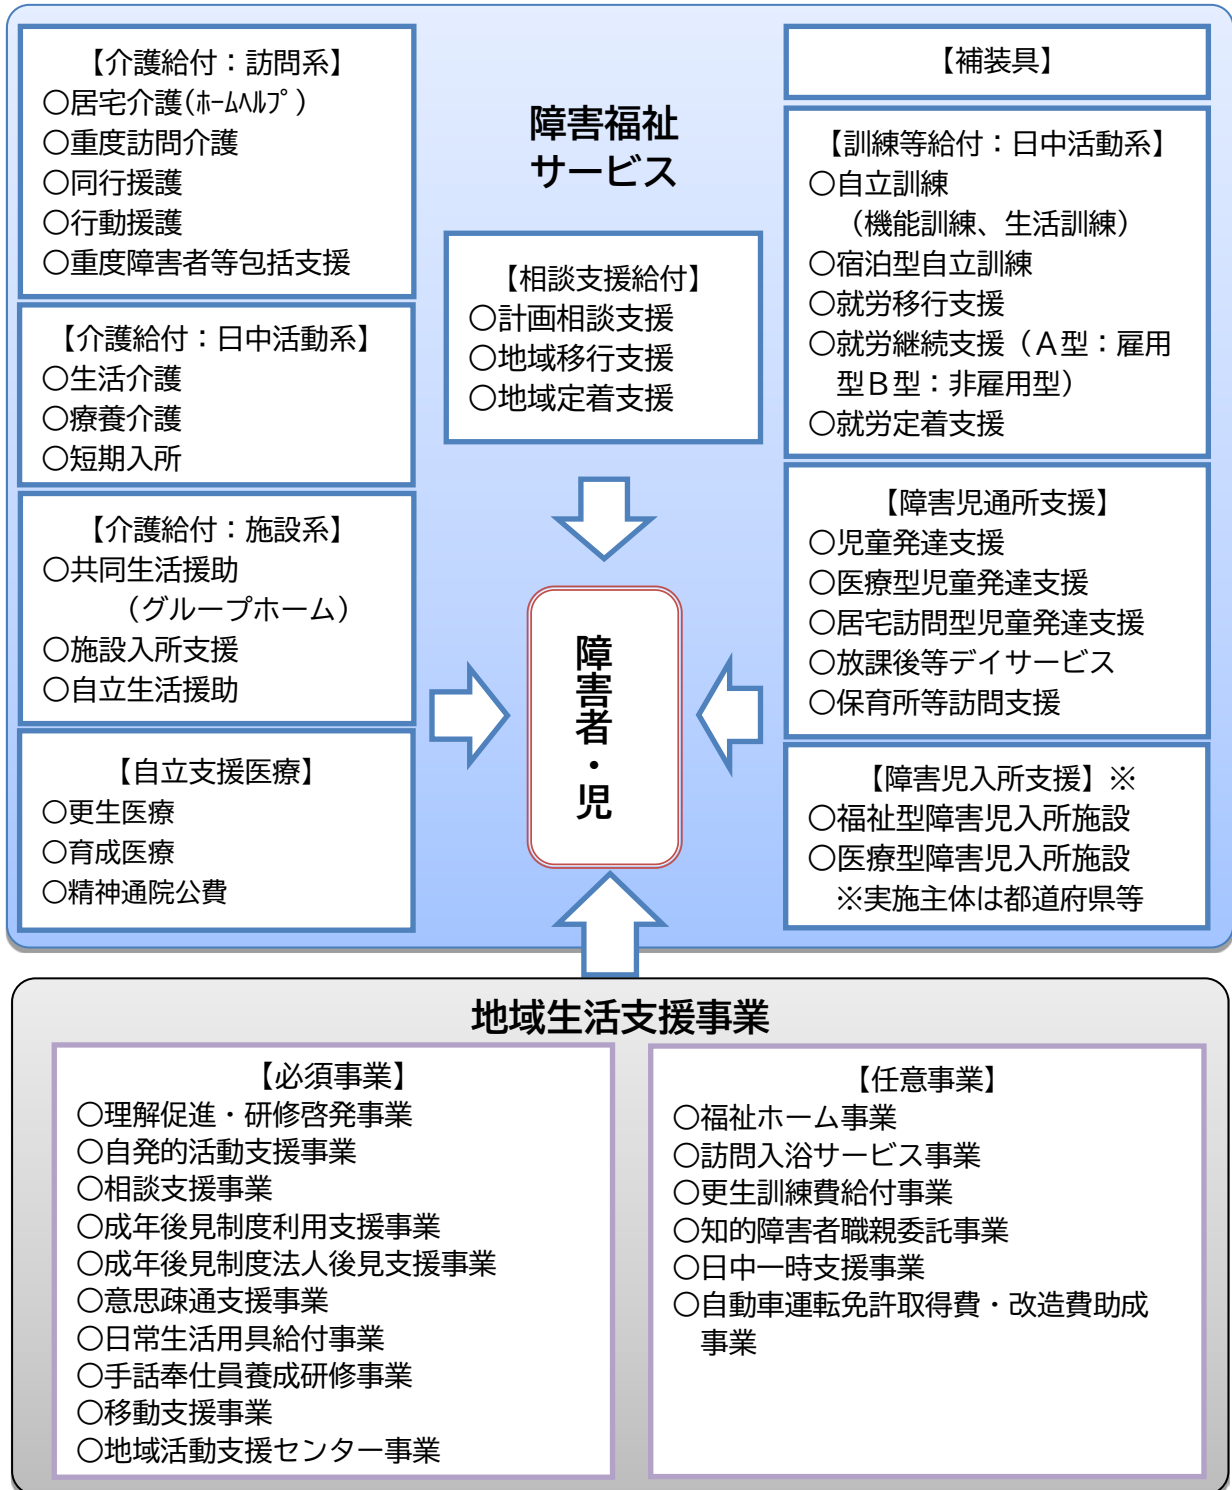 【介護給付：訪問系】
○居宅介護(ﾎｰﾑﾍﾙﾌﾟ)
○重度訪問介護
○同行援護
○行動援護
○重度障害者等包括支援
【介護給付：日中活動系】
○生活介護
○療養介護
○短期入所
【介護給付：施設系】
○共同生活援助
（グループホーム）
○施設入所支援
○自立生活援助
【自立支援医療】
○更生医療
○育成医療
○精神通院公費
障害福祉
サービス
【相談支援給付】
○計画相談支援
○地域移行支援
○地域定着支援
障害者・児
【補装具】
【訓練等給付：日中活動系】
○自立訓練
（機能訓練、生活訓練）
○宿泊型自立訓練
○就労移行支援
○就労継続支援（Ａ型：雇用
型Ｂ型：非雇用型）
○就労定着支援
【障害児通所支援】
○児童発達支援
○医療型児童発達支援
○居宅訪問型児童発達支援
○放課後等デイサービス
○保育所等訪問支援
【障害児入所支援】※
○福祉型障害児入所施設
○医療型障害児入所施設
※実施主体は都道府県等
地域生活支援事業
【必須事業】
○理解促進・研修啓発事業
○自発的活動支援事業
○相談支援事業
○成年後見制度利用支援事業
○成年後見制度法人後見支援事業
○意思疎通支援事業
○日常生活用具給付事業
○手話奉仕員養成研修事業
○移動支援事業
○地域活動支援センター事業
【任意事業】
○福祉ホーム事業
○訪問入浴サービス事業
○更生訓練費給付事業
○知的障害者職親委託事業
○日中一時支援事業
○自動車運転免許取得費・改造費助成
事業